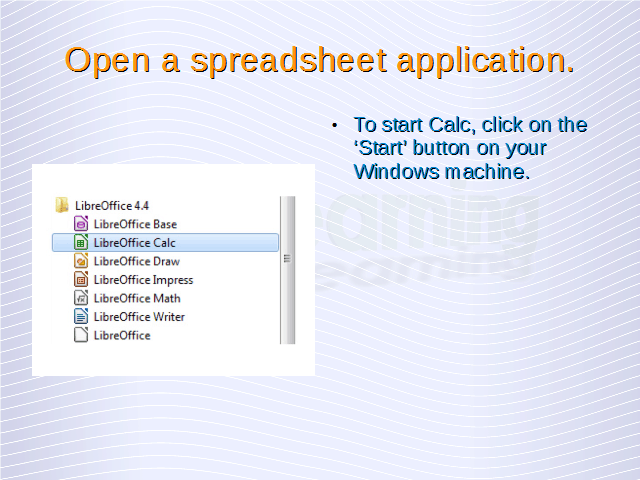 Open a spreadsheet application.
• To start Calc, click on the
‘Start’ button on your
Windows machine.
LibreOffice 4.4
LibreOffice Base
LibreOffice Calc
LibreOffice Draw
LibreOffice Impress
LibreOffice Math
LibreOffice Writer
LibreOffice